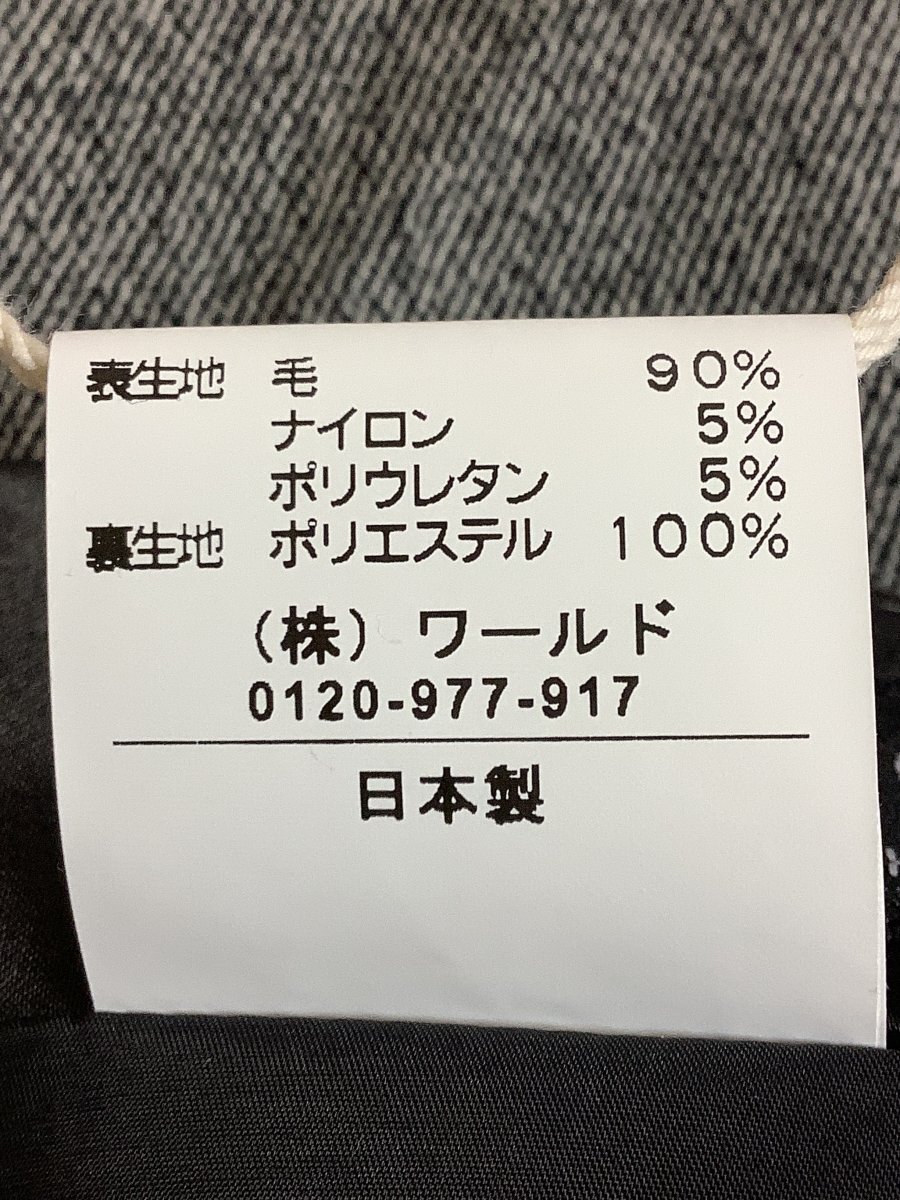 表生地 毛 90%
ナイロン 5%
ポリウレタン 5%
裏生地 ポリエステル 100%
(株) ワールド
0120-977-917
日本製